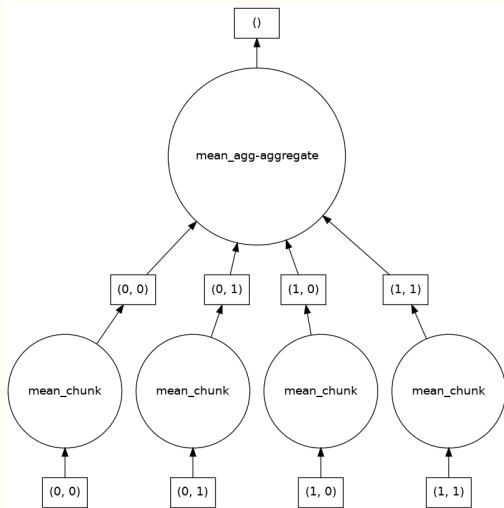 ()
mean_agg-aggregate
(0, 0)
(0, 1)
(1, 0)
(1, 1)
mean_chunk
mean_chunk
mean_chunk
mean_chunk
(0, 0)
(0, 1)
(1, 0)
(1, 1)